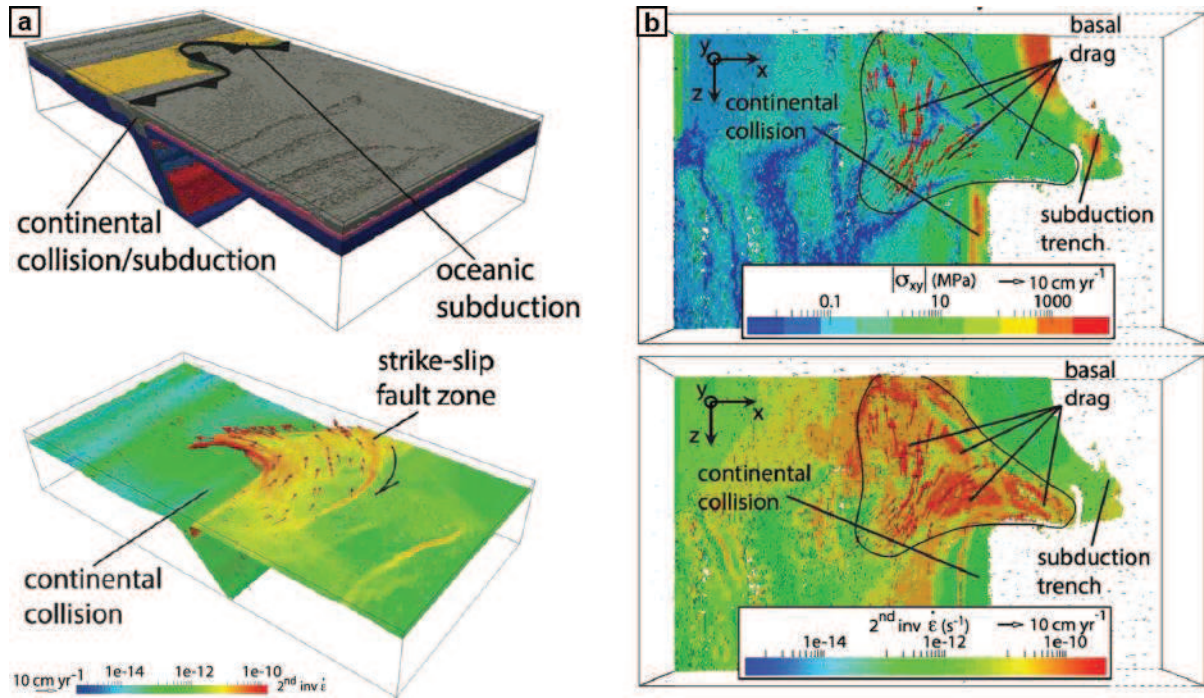 a
continental
collision/subduction
oceanic
subduction
strike-slip
fault zone
continental
collision
10 cm yr-1
1e-14 1e-12 1e-10
2nd inv ε̇
b
y
x
z
basal
drag
continental
collision
subduction
trench
|σxy| (MPa) → 10 cm yr-1
0.1 10 1000
y
x
z
basal
drag
continental
collision
subduction
trench
2nd inv ε̇ (s-1) → 10 cm yr-1
1e-14 1e-12 1e-10